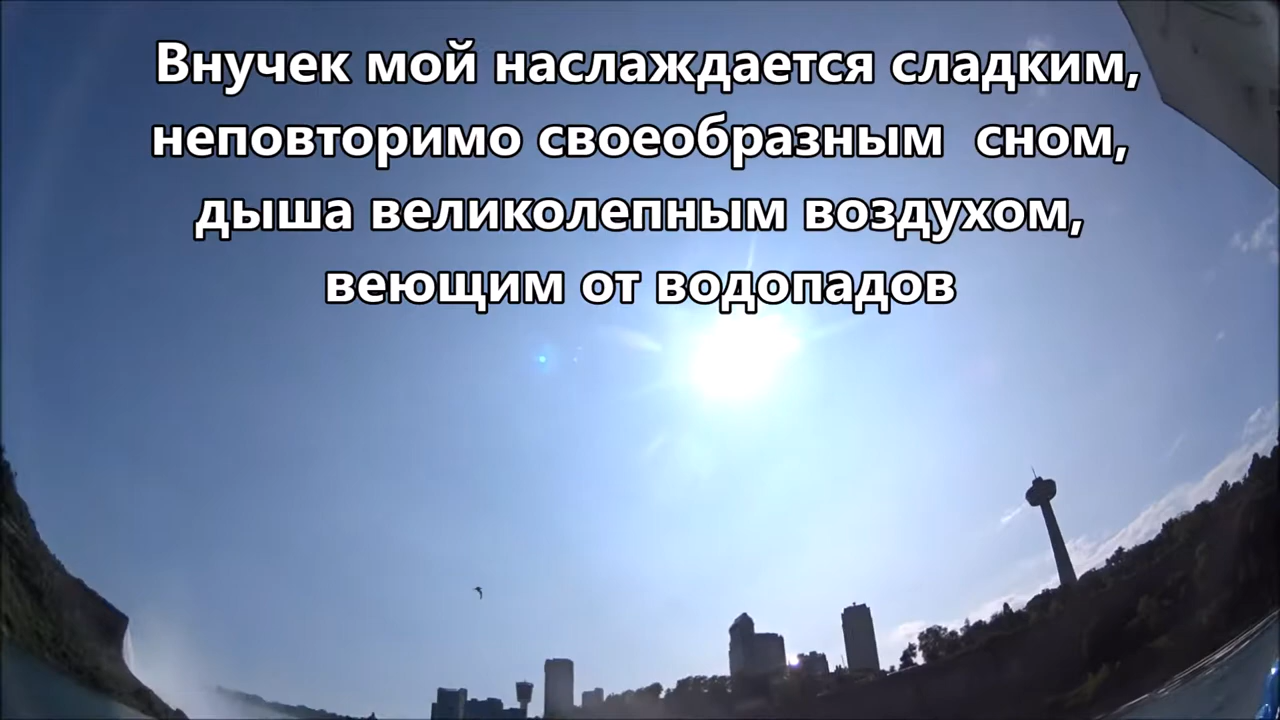 Внучек мой наслаждается сладким,
неповторимо своеобразным  сном,
дыша великолепным воздухом,
веющим от водопадов